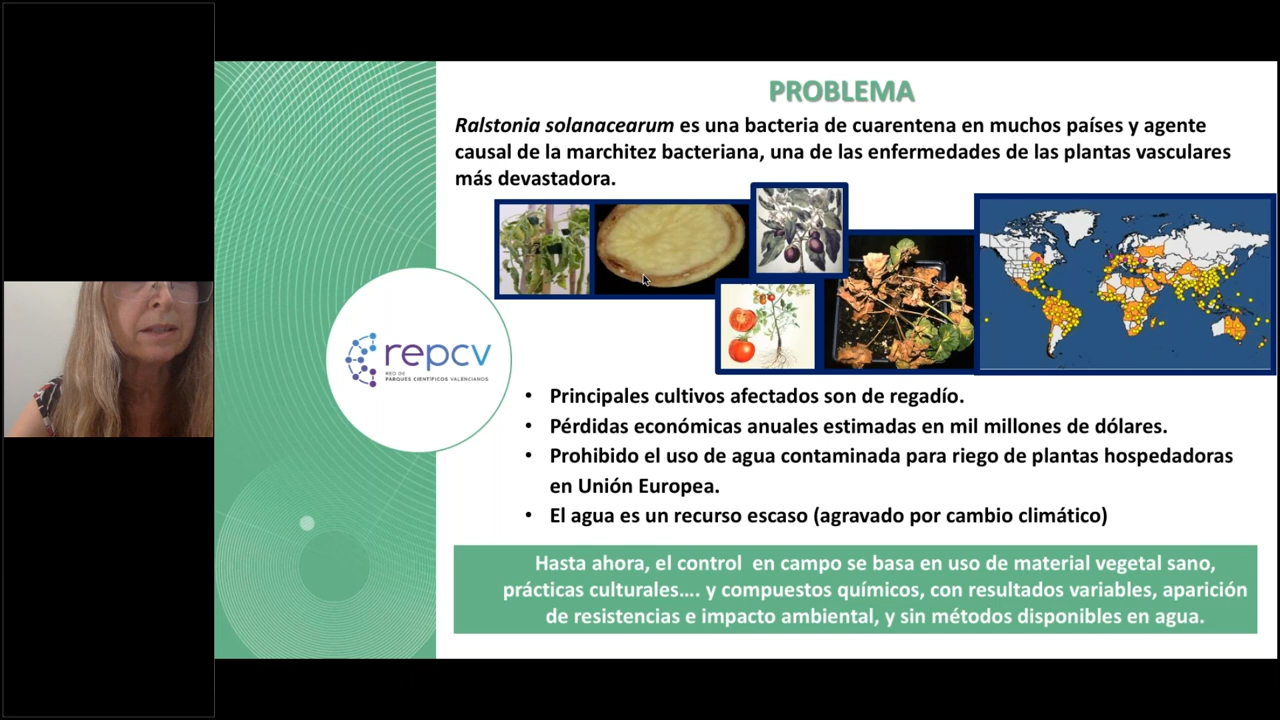 PROBLEMA
Ralstonia solanacearum es una bacteria de cuarentena en muchos países y agente
causal de la marchitez bacteriana, una de las enfermedades de las plantas vasculares
más devastadora.
repcv
RED DE
PARQUES CIENTÍFICOS VALENCIANOS
• Principales cultivos afectados son de regadío.
• Pérdidas económicas anuales estimadas en mil millones de dólares.
• Prohibido el uso de agua contaminada para riego de plantas hospedadoras
en Unión Europea.
• El agua es un recurso escaso (agravado por cambio climático)
Hasta ahora, el control en campo se basa en uso de material vegetal sano,
prácticas culturales…. y compuestos químicos, con resultados variables, aparición
de resistencias e impacto ambiental, y sin métodos disponibles en agua.